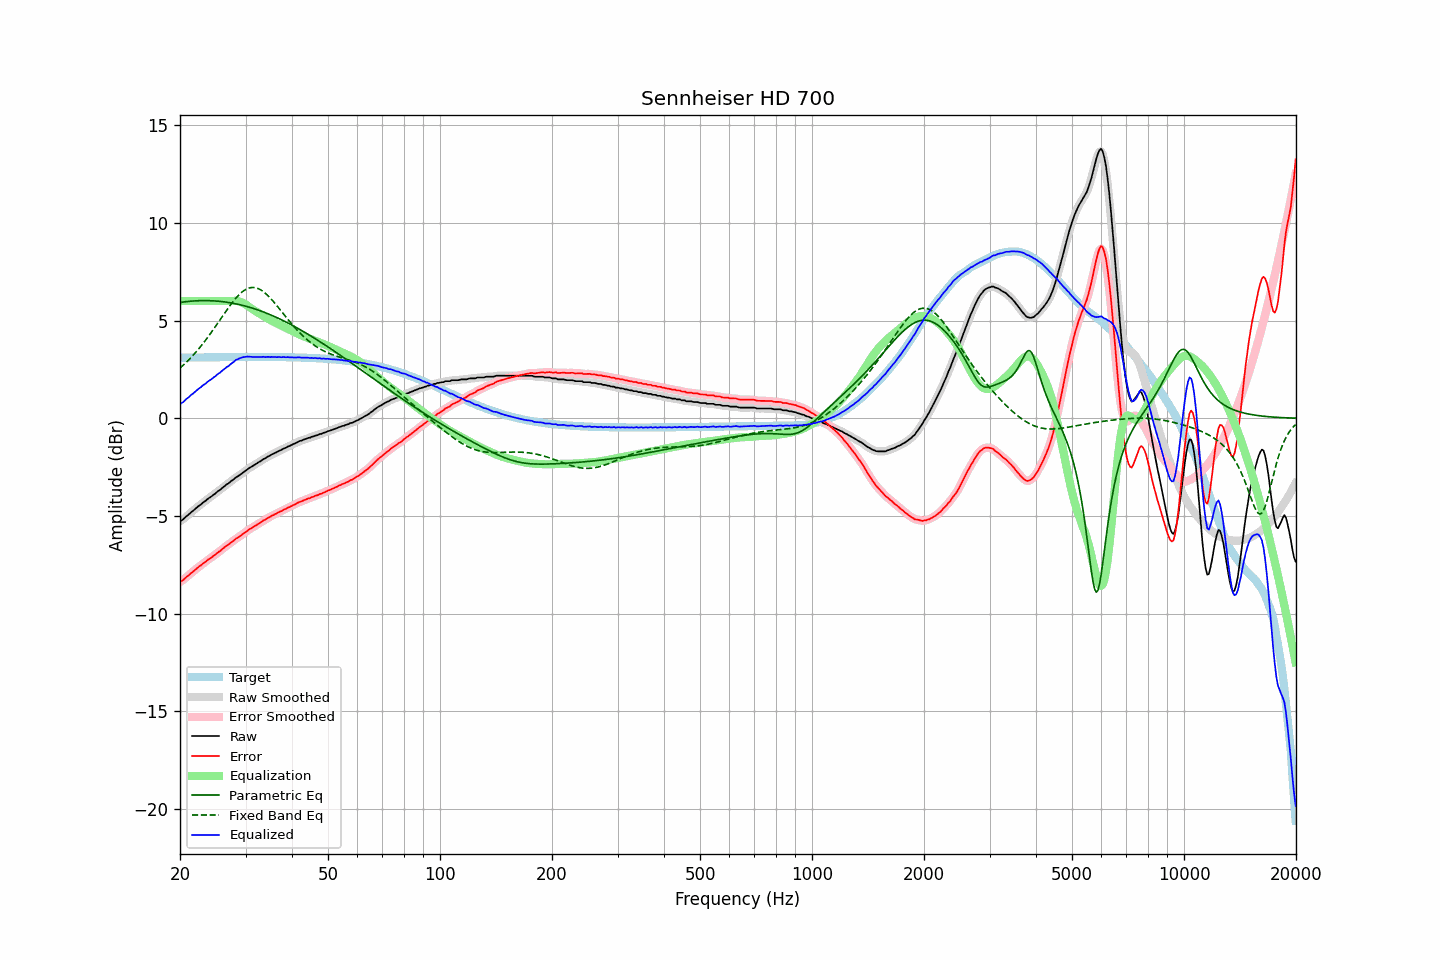 Sennheiser HD 700
Amplitude (dBr)
15
10
5
0
−5
−10
−15
−20
Target
Raw Smoothed
Error Smoothed
Raw
Error
Equalization
Parametric Eq
Fixed Band Eq
Equalized
20 50 100 200 500 1000 2000 5000 10000 20000
Frequency (Hz)